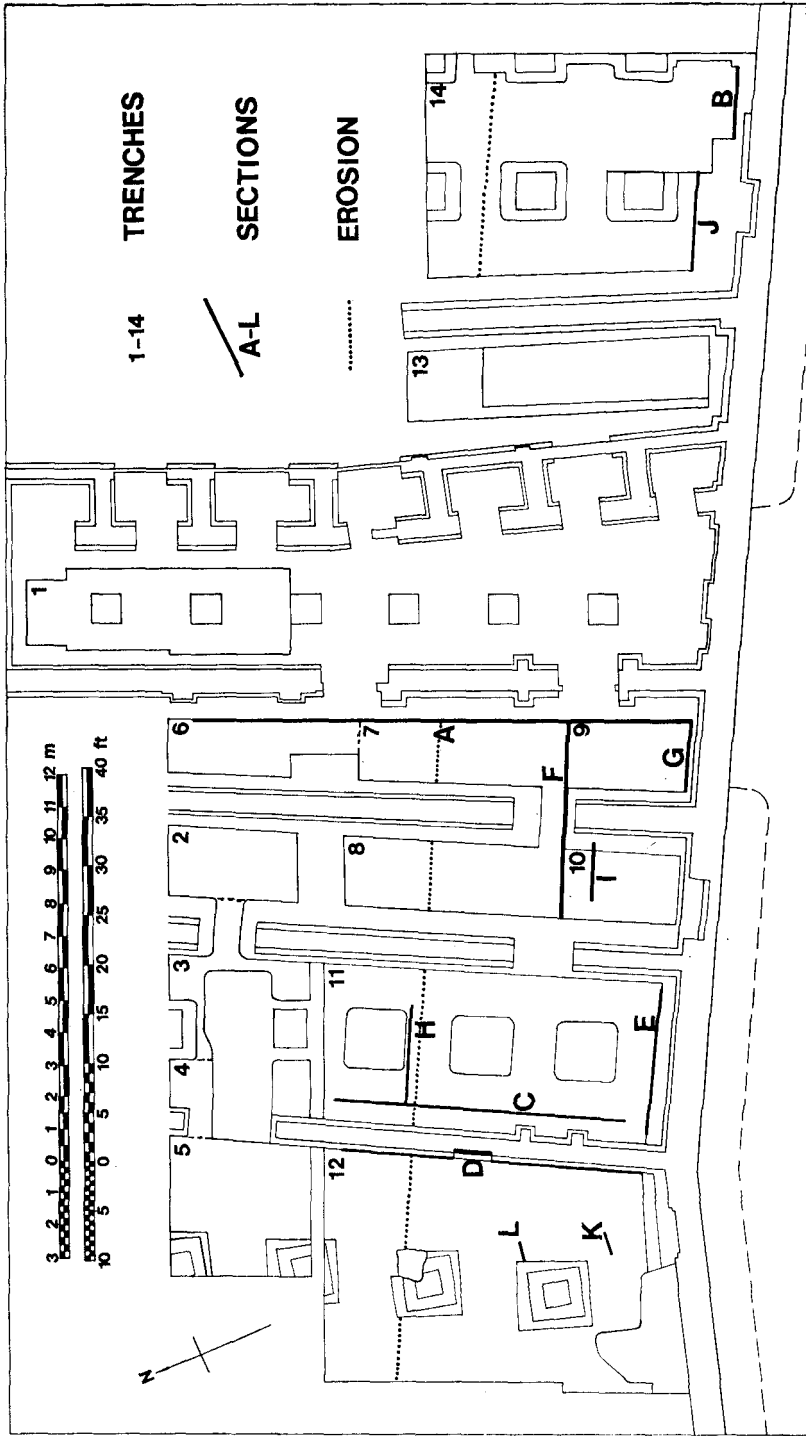 1-14 TRENCHES
A-L SECTIONS
EROSION
3 2 1 0 1 2 3 4 5 6 7 8 9 10 11 12 m
10 5 0 5 10 15 20 25 30 35 40 ft
N
1
2
3
4
5
6
7
8
9
10
11
12
13
14
A
B
C
D
E
F
G
H
I
J
K
L